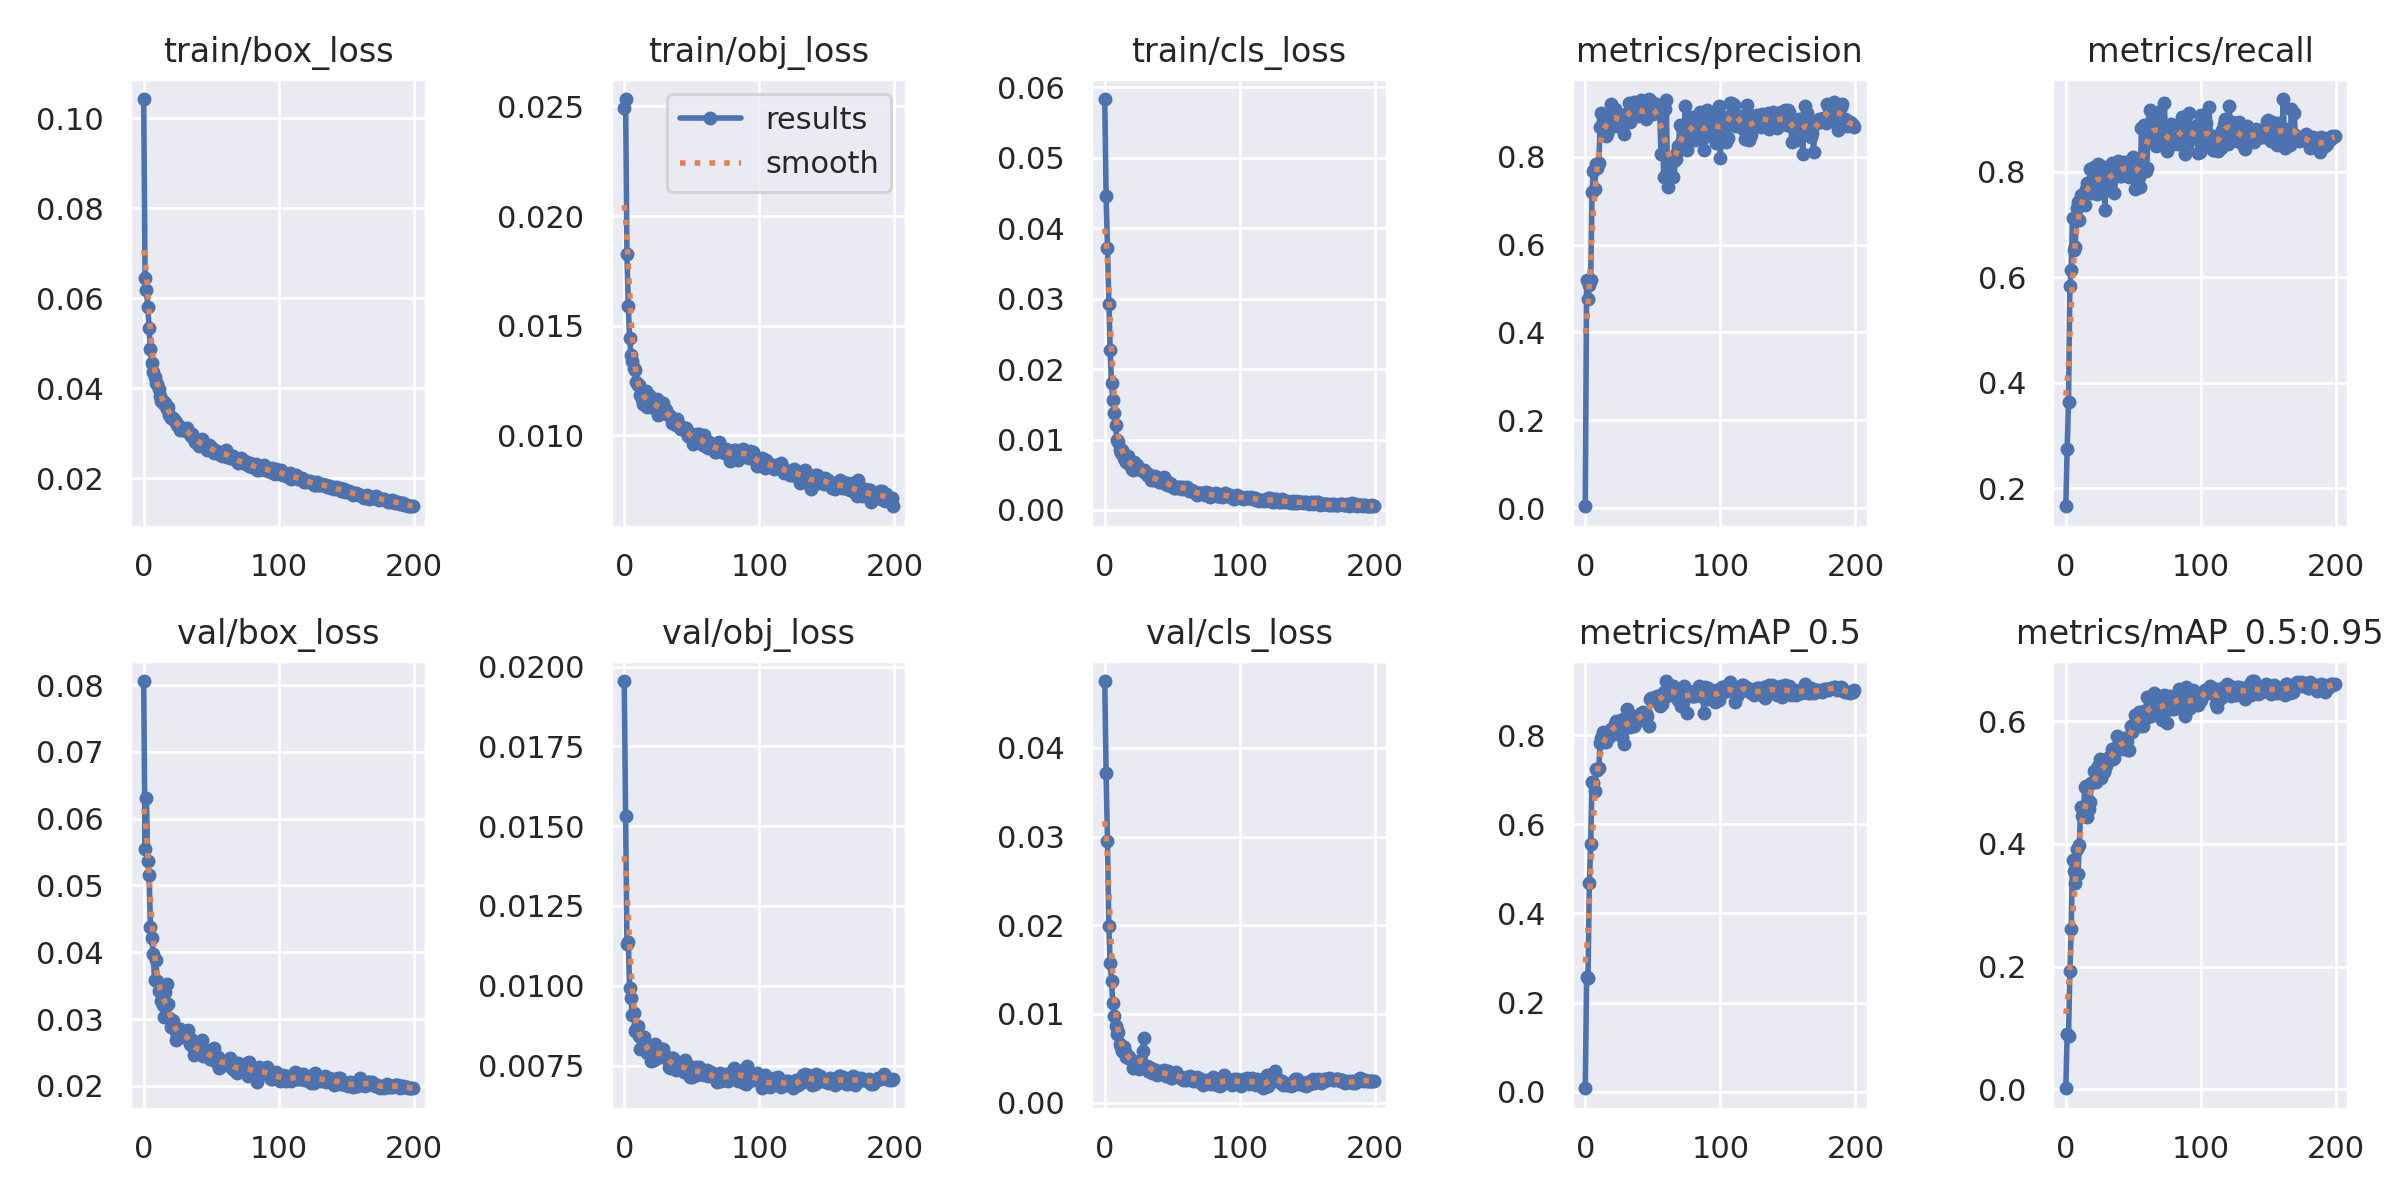 train/box_loss
0.10
0.08
0.06
0.04
0.02
0 100 200
train/obj_loss
results
smooth
0.025
0.020
0.015
0.010
0 100 200
train/cls_loss
0.06
0.05
0.04
0.03
0.02
0.01
0.00
0 100 200
metrics/precision
0.8
0.6
0.4
0.2
0.0
0 100 200
metrics/recall
0.8
0.6
0.4
0.2
0 100 200
val/box_loss
0.08
0.07
0.06
0.05
0.04
0.03
0.02
0 100 200
val/obj_loss
0.0200
0.0175
0.0150
0.0125
0.0100
0.0075
0 100 200
val/cls_loss
0.04
0.03
0.02
0.01
0.00
0 100 200
metrics/mAP_0.5
0.8
0.6
0.4
0.2
0.0
0 100 200
metrics/mAP_0.5:0.95
0.6
0.4
0.2
0.0
0 100 200